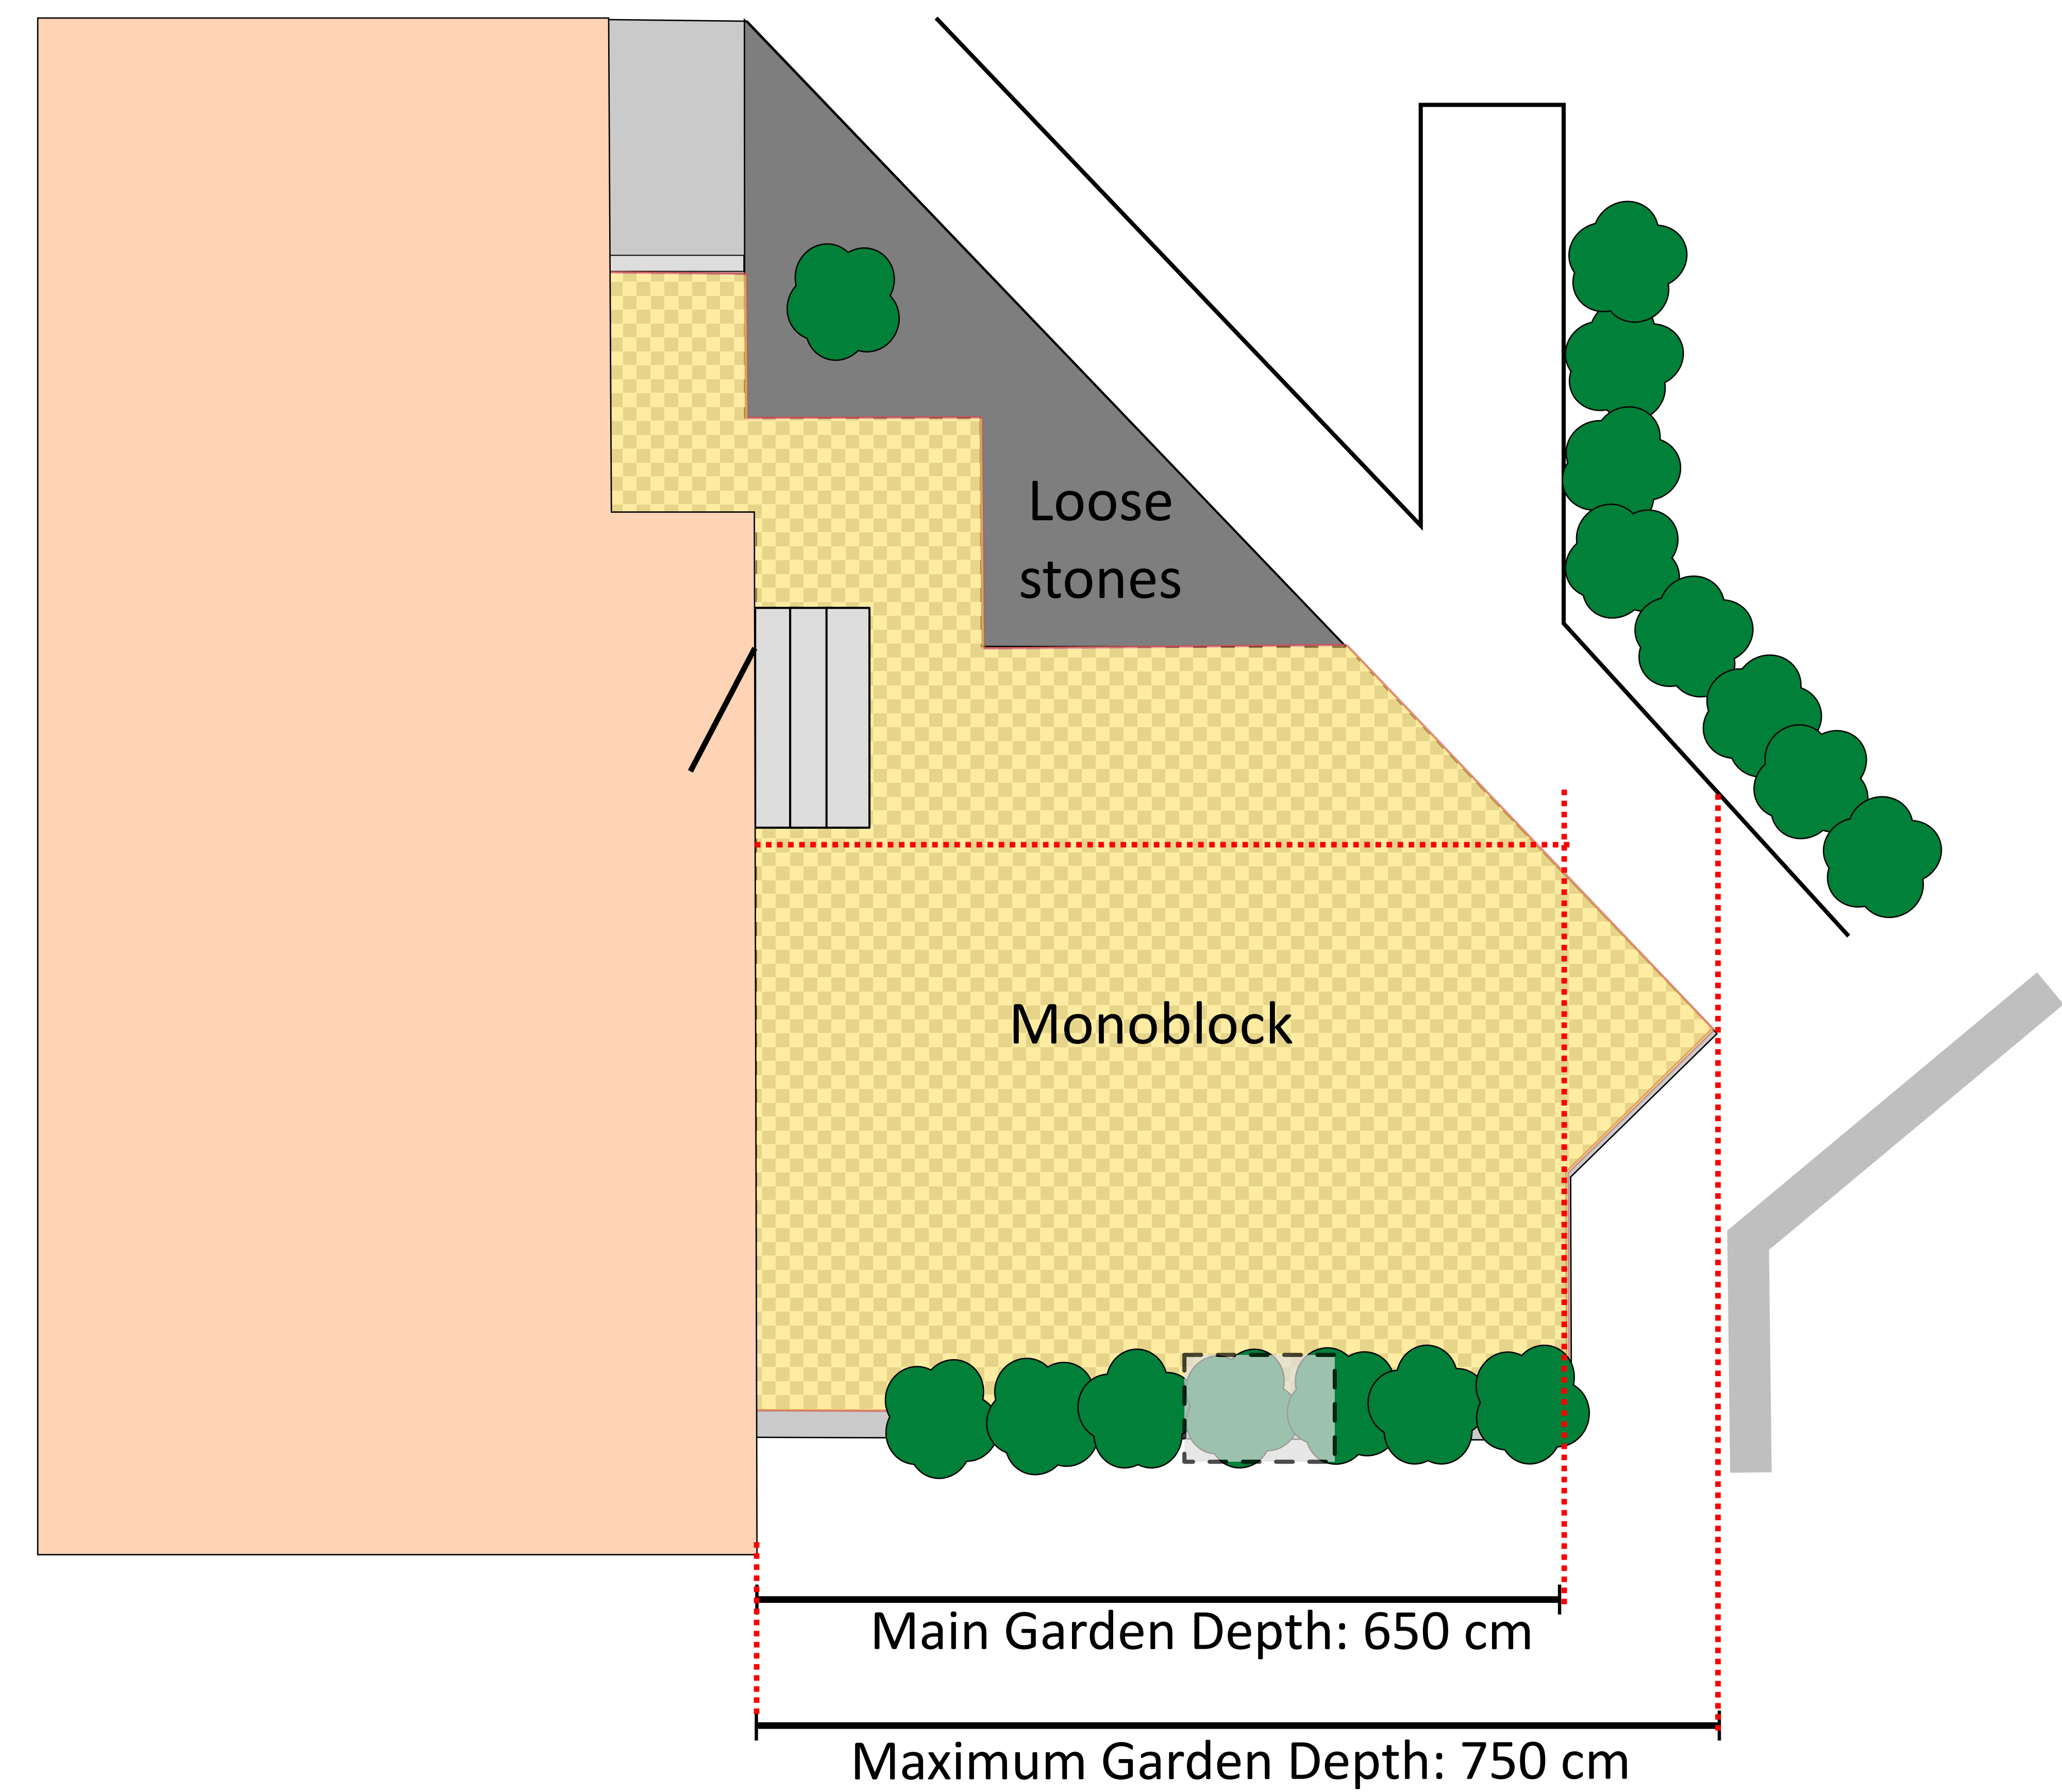 Loose
stones
Monoblock
Main Garden Depth: 650 cm
Maximum Garden Depth: 750 cm